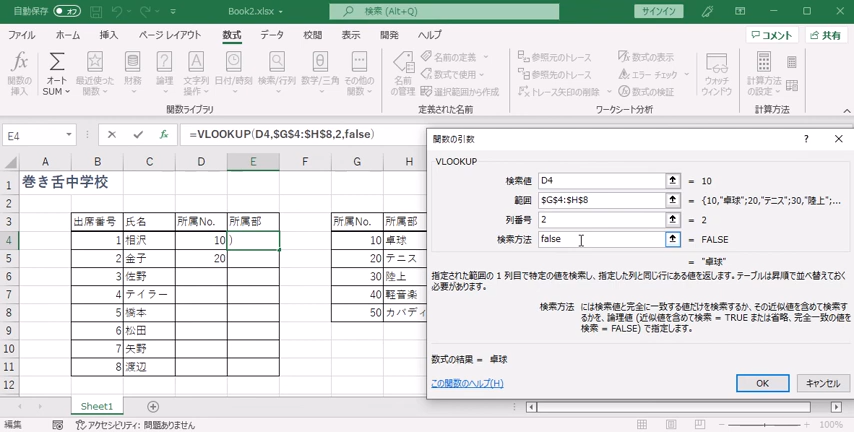 自動保存 オフ Book2.xlsx 検索 (Alt+Q) サインイン
ファイル ホーム 挿入 ページ レイアウト 数式 データ 校閲 表示 開発 ヘルプ コメント 共有
関数の挿入 オート SUM 最近使った関数 財務 論理 文字列操作 日付/時刻 検索/行列 数学/三角 その他の関数 名前の管理 名前の定義 数式で使用 選択範囲から作成 参照元のトレース 参照先のトレース トレース矢印の削除 数式の表示 エラー チェック 数式の検証 ウォッチ ウィンドウ 計算方法の設定
関数ライブラリ 定義された名前 ワークシート分析 計算方法
E4 fx =VLOOKUP(D4,$G$4:$H$8,2,false)
A B C D E F G H
1 巻き舌中学校
2
3 出席番号 氏名 所属No. 所属部 所属No. 所属部
4 1 相沢 10 ) 10 卓球
5 2 金子 20 20 テニス
6 3 佐野 30 陸上
7 4 テイラー 40 軽音楽
8 5 橋本 50 カバディ
9 6 松田
10 7 矢野
11 8 渡辺
12
Sheet1
編集 アクセシビリティ: 問題ありません 100%
関数の引数 ? ×
VLOOKUP
検索値 D4 = 10
範囲 $G$4:$H$8 = {10,"卓球";20,"テニス";30,"陸上";...
列番号 2 = 2
検索方法 false = FALSE
= "卓球"
指定された範囲の 1 列目で特定の値を検索し、指定した列と同じ行にある値を返します。テーブルは昇順で並べ替えておく
必要があります。
検索方法 には検索値と完全に一致する値だけを検索するか、その近似値を含めて検索
するかを、論理値 (近似値を含めて検索 = TRUE または省略、完全一致の値を
検索 = FALSE) で指定します。
数式の結果 = 卓球
この関数のヘルプ(H) OK キャンセル